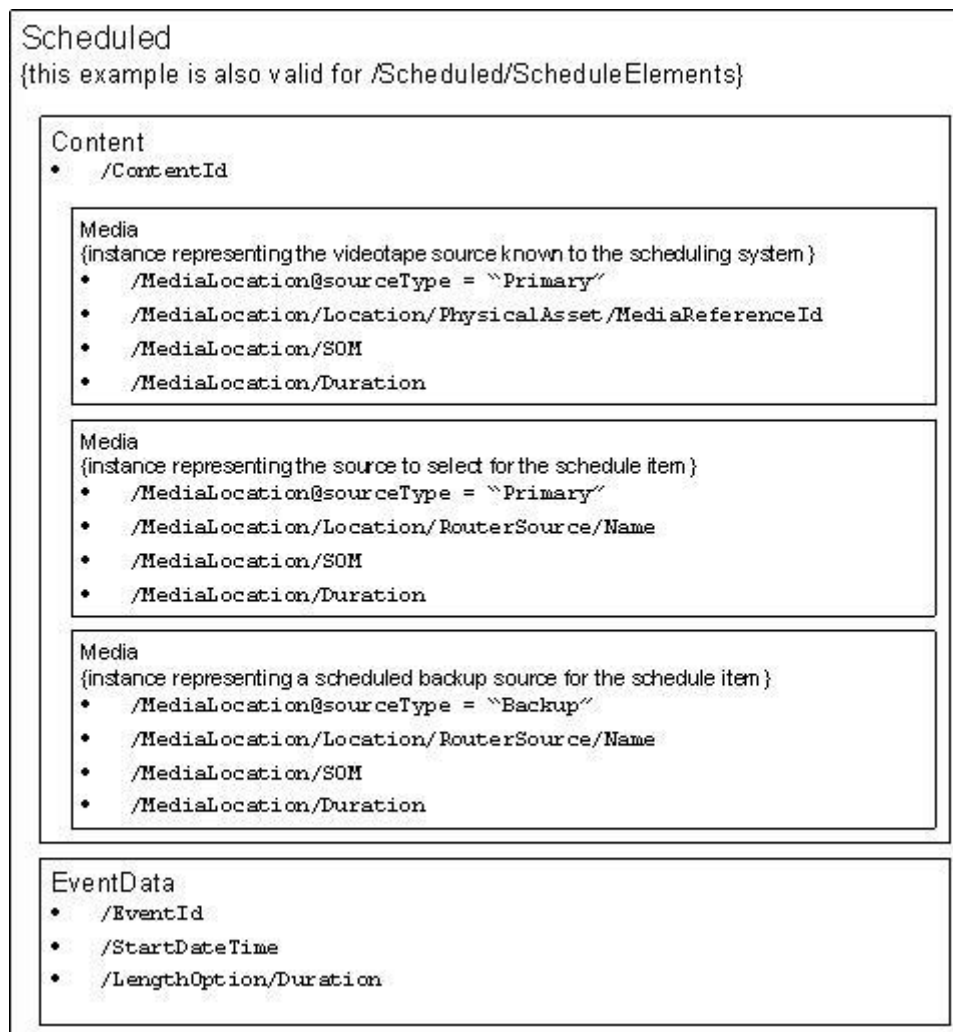 Scheduled
{this example is also valid for /Scheduled/ScheduleElements}
Content
• /ContentId
Media
{instance representing the videotape source known to the scheduling system}
• /MediaLocation@sourceType = ``Primary″
• /MediaLocation/Location/PhysicalAsset/MediaReferenceId
• /MediaLocation/SOM
• /MediaLocation/Duration
Media
{instance representing the source to select for the schedule item}
• /MediaLocation@sourceType = ``Primary″
• /MediaLocation/Location/RouterSource/Name
• /MediaLocation/SOM
• /MediaLocation/Duration
Media
{instance representing a scheduled backup source for the schedule item}
• /MediaLocation@sourceType = ``Backup″
• /MediaLocation/Location/RouterSource/Name
• /MediaLocation/SOM
• /MediaLocation/Duration
EventData
• /EventId
• /StartDateTime
• /LengthOption/Duration